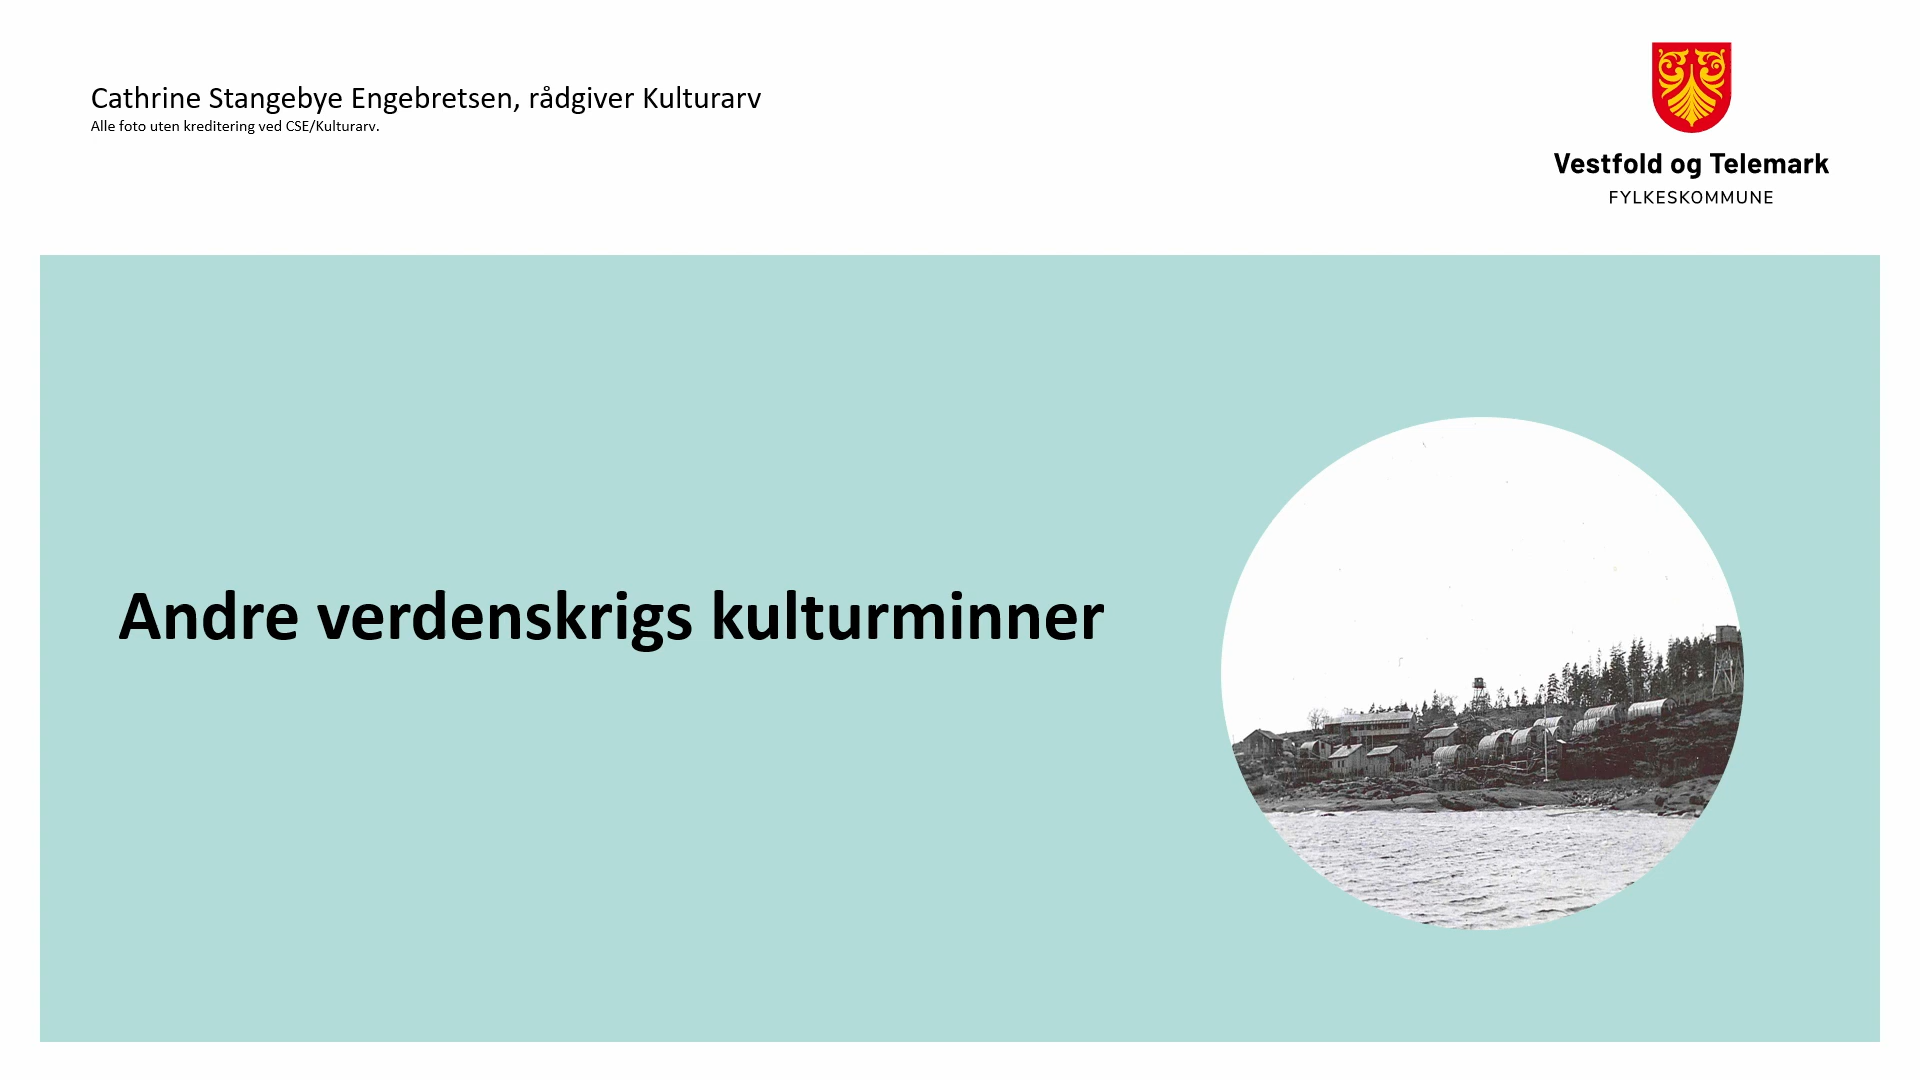 Cathrine Stangebye Engebretsen, rådgiver Kulturarv
Alle foto uten kreditering ved CSE/Kulturarv.
Vestfold og Telemark
FYLKESKOMMUNE
Andre verdenskrigs kulturminner